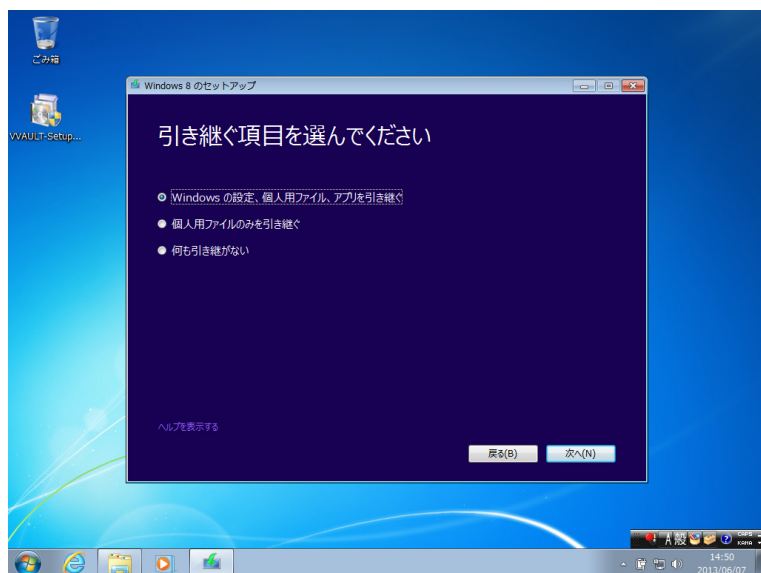 ごみ箱
VVAULT-Setup...
Windows 8 のセットアップ
引き継ぐ項目を選んでください
Windows の設定、個人用ファイル、アプリを引き継ぐ
個人用ファイルのみを引き継ぐ
何も引き継がない
ヘルプを表示する
戻る(B)
次へ(N)
A 般
CAPS
KANA
14:50
2013/06/07